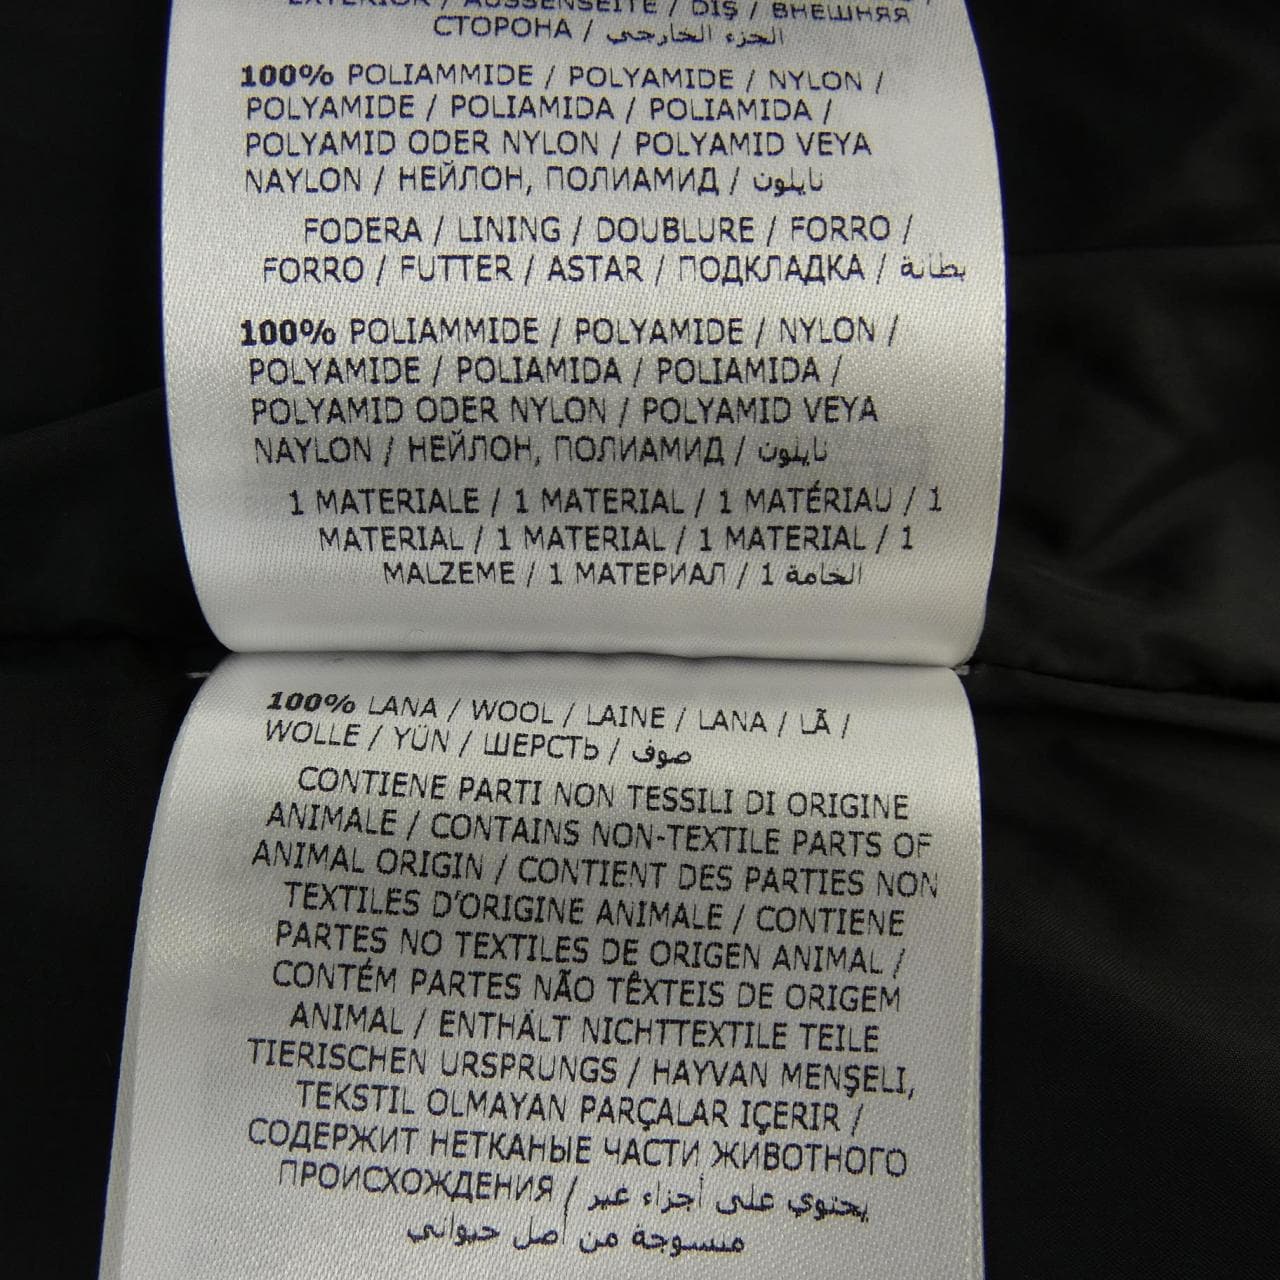 EXTERIOR / AUSSENSEITE / DIŞ / ВНЕШНЯЯ
СТОРОНА / الجزء الخارجي
100% POLIAMMIDE / POLYAMIDE / NYLON /
POLYAMIDE / POLIAMIDA / POLIAMIDA /
POLYAMID ODER NYLON / POLYAMID VEYA
NAYLON / НЕЙЛОН, ПОЛИАМИД / نايلون
FODERA / LINING / DOUBLURE / FORRO /
FORRO / FUTTER / ASTAR / ПОДКЛАДКА / بطانة
100% POLIAMMIDE / POLYAMIDE / NYLON /
POLYAMIDE / POLIAMIDA / POLIAMIDA /
POLYAMID ODER NYLON / POLYAMID VEYA
NAYLON / НЕЙЛОН, ПОЛИАМИД / نايلون
1 MATERIALE / 1 MATERIAL / 1 MATÉRIAU / 1
MATERIAL / 1 MATERIAL / 1 MATERIAL / 1
MALZEME / 1 МАТЕРИАЛ / 1 الخامة
100% LANA / WOOL / LAINE / LANA / LÃ /
WOLLE / YÜN / ШЕРСТЬ / صوف
CONTIENE PARTI NON TESSILI DI ORIGINE
ANIMALE / CONTAINS NON-TEXTILE PARTS OF
ANIMAL ORIGIN / CONTIENT DES PARTIES NON
TEXTILES D'ORIGINE ANIMALE / CONTIENE
PARTES NO TEXTILES DE ORIGEN ANIMAL /
CONTÉM PARTES NÃO TÊXTEIS DE ORIGEM
ANIMAL / ENTHÄLT NICHTTEXTILE TEILE
TIERISCHEN URSPRUNGS / HAYVAN MENŞELI,
TEKSTIL OLMAYAN PARÇALAR IÇERIR /
СОДЕРЖИТ НЕТКАНЫЕ ЧАСТИ ЖИВОТНОГО
ПРОИСХОЖДЕНИЯ / يحتوي على أجزاء غير
منسوجة من أصل حيواني